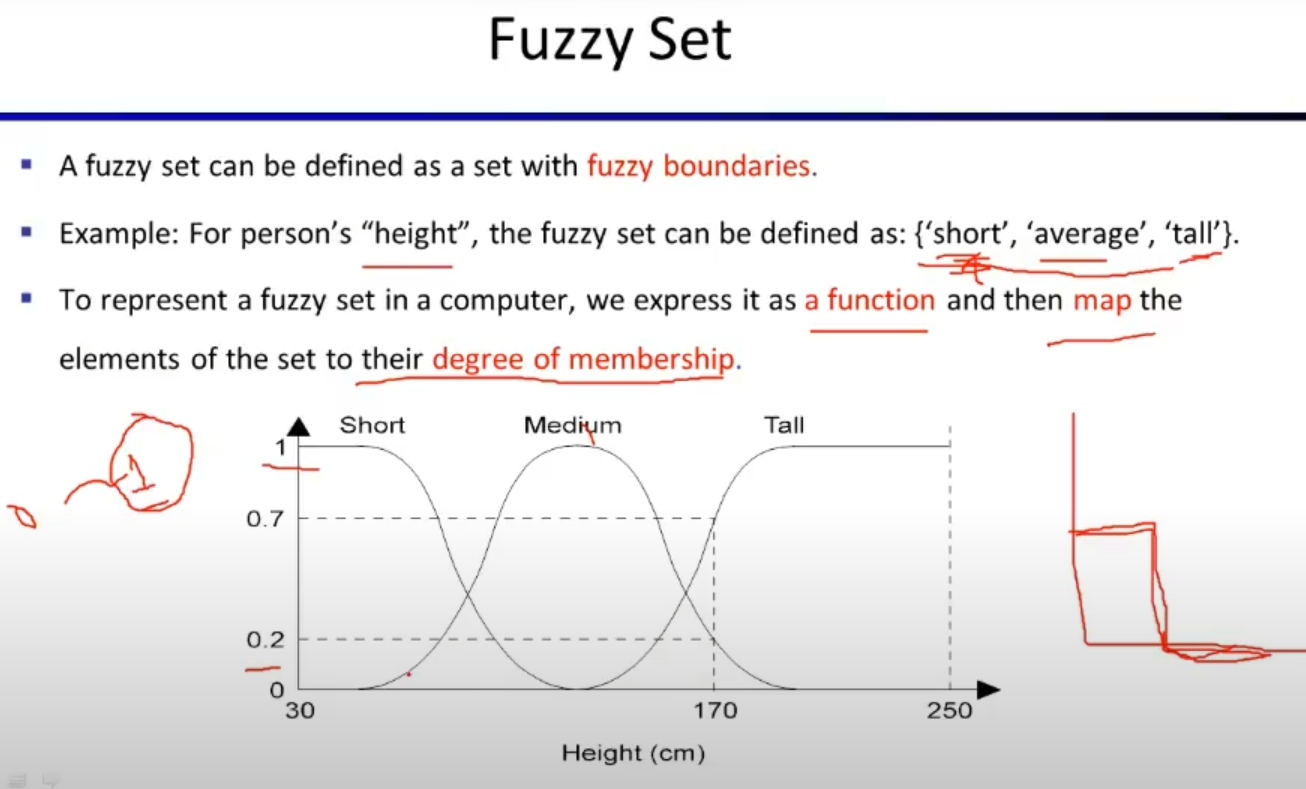 Fuzzy Set
▪ A fuzzy set can be defined as a set with fuzzy boundaries.
▪ Example: For person’s “height”, the fuzzy set can be defined as: {‘short’, ‘average’, ‘tall’}.
▪ To represent a fuzzy set in a computer, we express it as a function and then map the
elements of the set to their degree of membership.
Short Medium Tall
1
0.7
0.2
0
30 170 250
Height (cm)